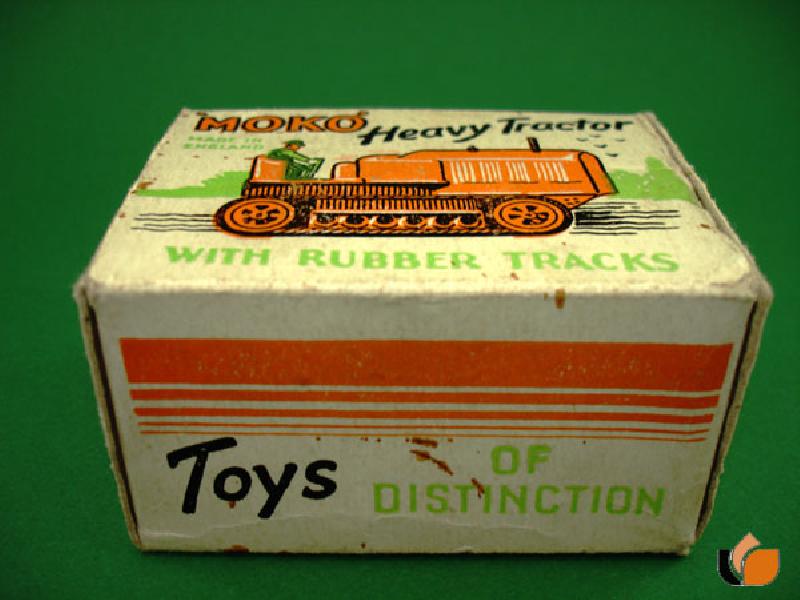 "MOKO" Heavy Tractor
MADE IN
ENGLAND
WITH RUBBER TRACKS
Toys OF
DISTINCTION